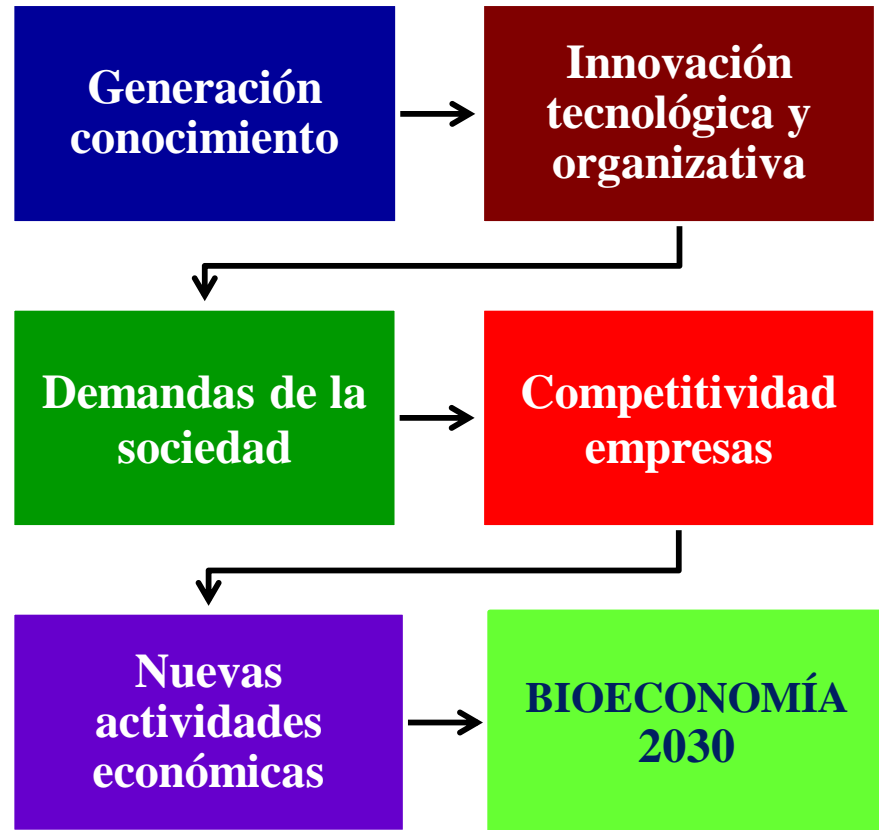 Generación
conocimiento
Innovación
tecnológica y
organizativa
Demandas de la
sociedad
Competitividad
empresas
Nuevas
actividades
económicas
BIOECONOMÍA
2030